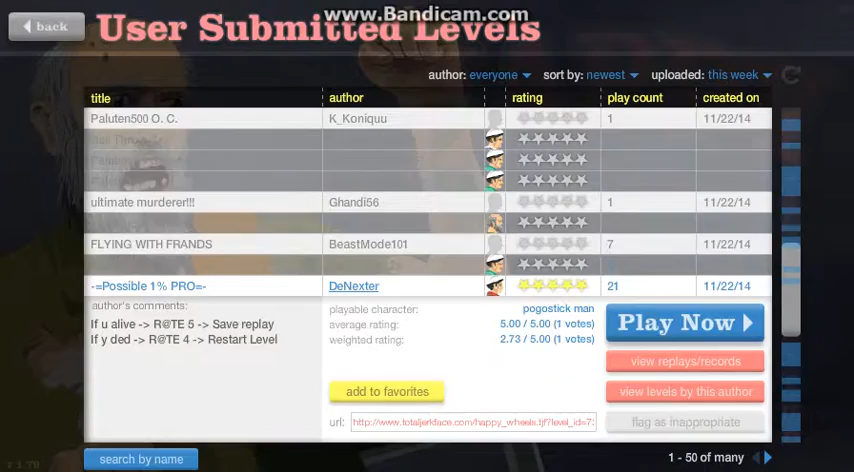 www.Bandicam.com
back
User Submitted Levels
author: everyone sort by: newest uploaded: this week
title author rating play count created on
Paluten500 O. C. K_Koniquu 1 11/22/14
ultimate murderer!!! Ghandi56 1 11/22/14
FLYING WITH FRANDS BeastMode101 7 11/22/14
-=Possible 1% PRO=- DeNexter 21 11/22/14
author's comments:
If u alive -> R@TE 5 -> Save replay
If y ded -> R@TE 4 -> Restart Level
playable character: pogostick man
average rating: 5.00 / 5.00 (1 votes)
weighted rating: 2.73 / 5.00 (1 votes)
add to favorites
url: http://www.totaljerkface.com/happy_wheels.tjf?level_id=7
Play Now
view replays/records
view levels by this author
flag as inappropriate
search by name
1 - 50 of many
v 1.78